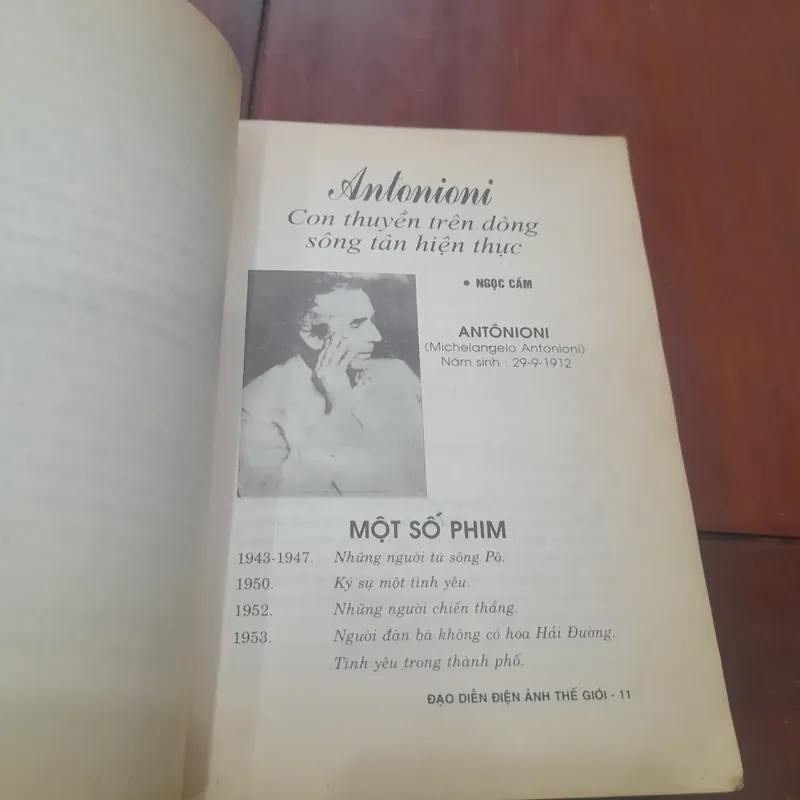 Antonioni
Con thuyền trên dòng
sông tân hiện thực
• NGỌC CẦM
ANTÔNIONI
(Michelangelo Antonioni)
Năm sinh : 29-9-1912
MỘT SỐ PHIM
1943-1947. Những người từ sông Pô.
1950. Ký sự một tình yêu.
1952. Những người chiến thắng.
1953. Người đàn bà không có hoa Hải Đường.
Tình yêu trong thành phố.
ĐẠO DIỄN ĐIỆN ẢNH THẾ GIỚI - 11